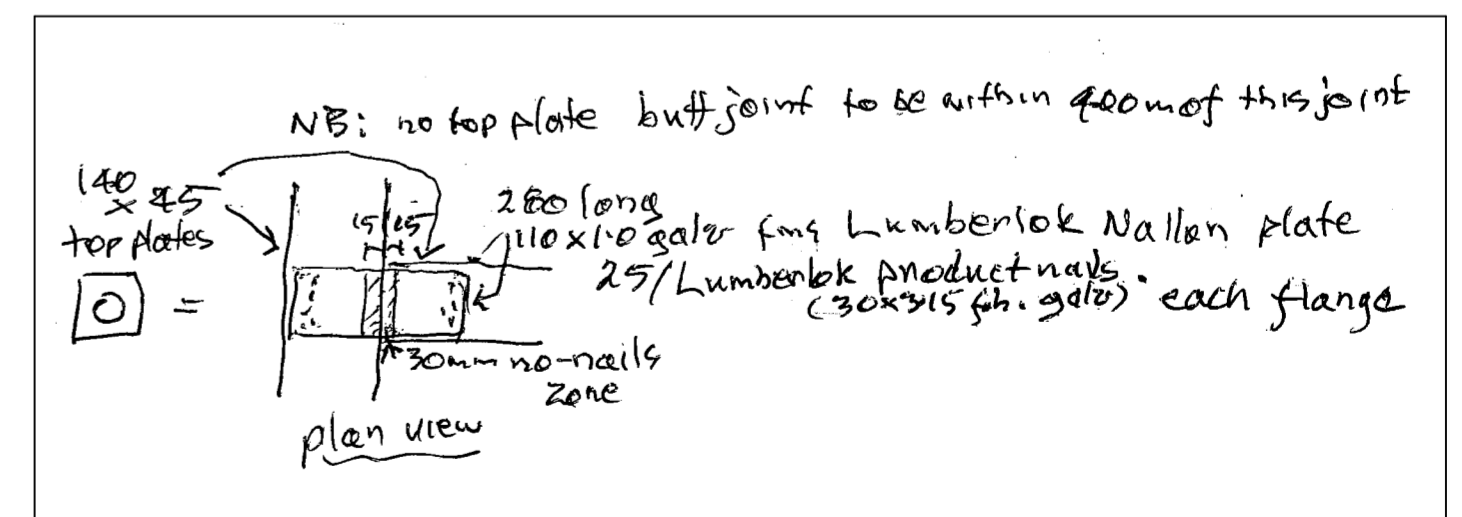 NB: no top plate butt joint to be within 400m of this joint
140
x 45
top plates
15 15
280 long
110x1.0 galv Lumberlok Nailon plate
25/Lumberlok product nails.
(30x3.15 fh. galv) each flange
O =
30mm no-nails
zone
plan view